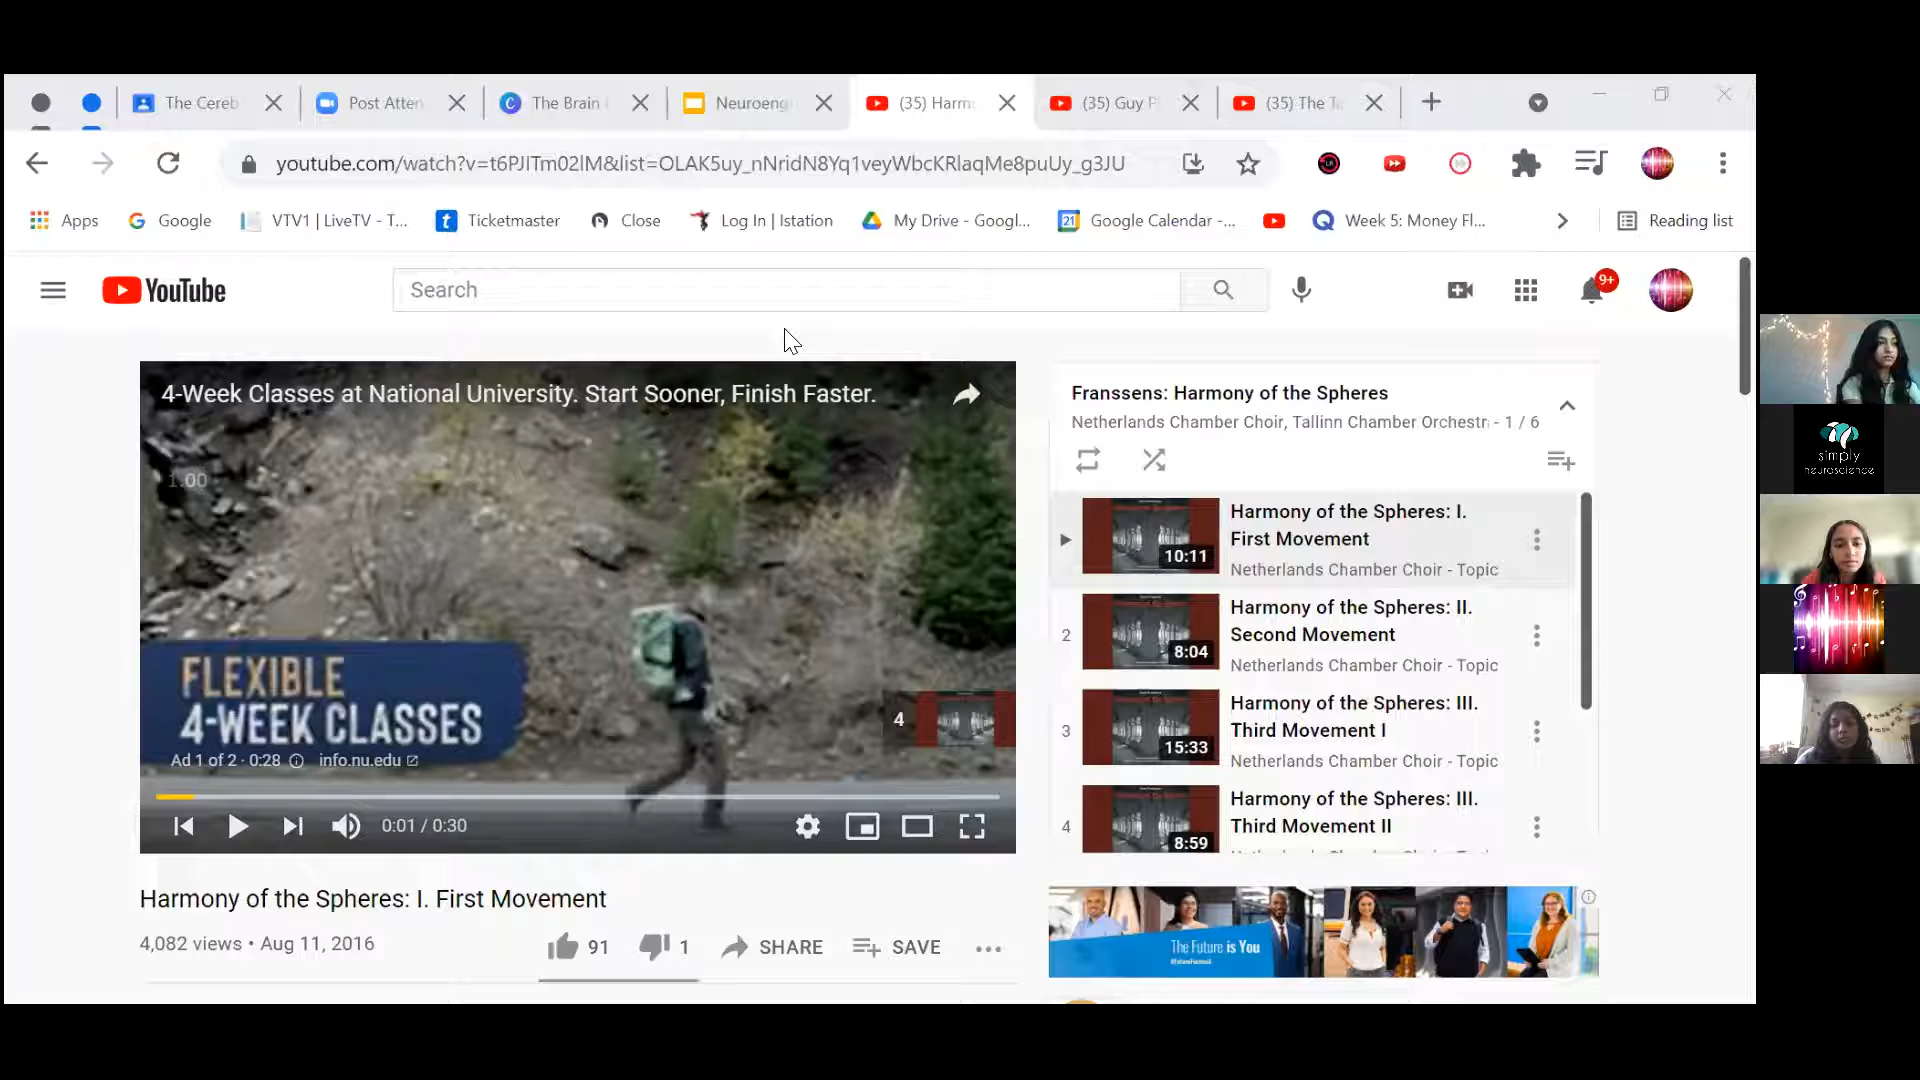 The Cereb
Post Atten
The Brain
Neuroeng
(35) Harm
(35) Guy P
(35) The T
youtube.com/watch?v=t6PJITm02lM&list=OLAK5uy_nNridN8Yq1veyWbcKRlaqMe8puUy_g3JU
Apps
Google
VTV1 | LiveTV - T...
Ticketmaster
Close
Log In | Istation
My Drive - Googl...
21
Google Calendar -...
Week 5: Money Fl...
Reading list
YouTube
Search
9+
4-Week Classes at National University. Start Sooner, Finish Faster.
1.00
FLEXIBLE
4-WEEK CLASSES
4
Ad 1 of 2 · 0:28
info.nu.edu
0:01 / 0:30
Harmony of the Spheres: I. First Movement
4,082 views • Aug 11, 2016
91
1
SHARE
SAVE
Franssens: Harmony of the Spheres
Netherlands Chamber Choir, Tallinn Chamber Orchestr - 1 / 6
10:11
Harmony of the Spheres: I.
First Movement
Netherlands Chamber Choir - Topic
2
8:04
Harmony of the Spheres: II.
Second Movement
Netherlands Chamber Choir - Topic
3
15:33
Harmony of the Spheres: III.
Third Movement I
Netherlands Chamber Choir - Topic
4
8:59
Harmony of the Spheres: III.
Third Movement II
The Future is You
simply
neuroscience